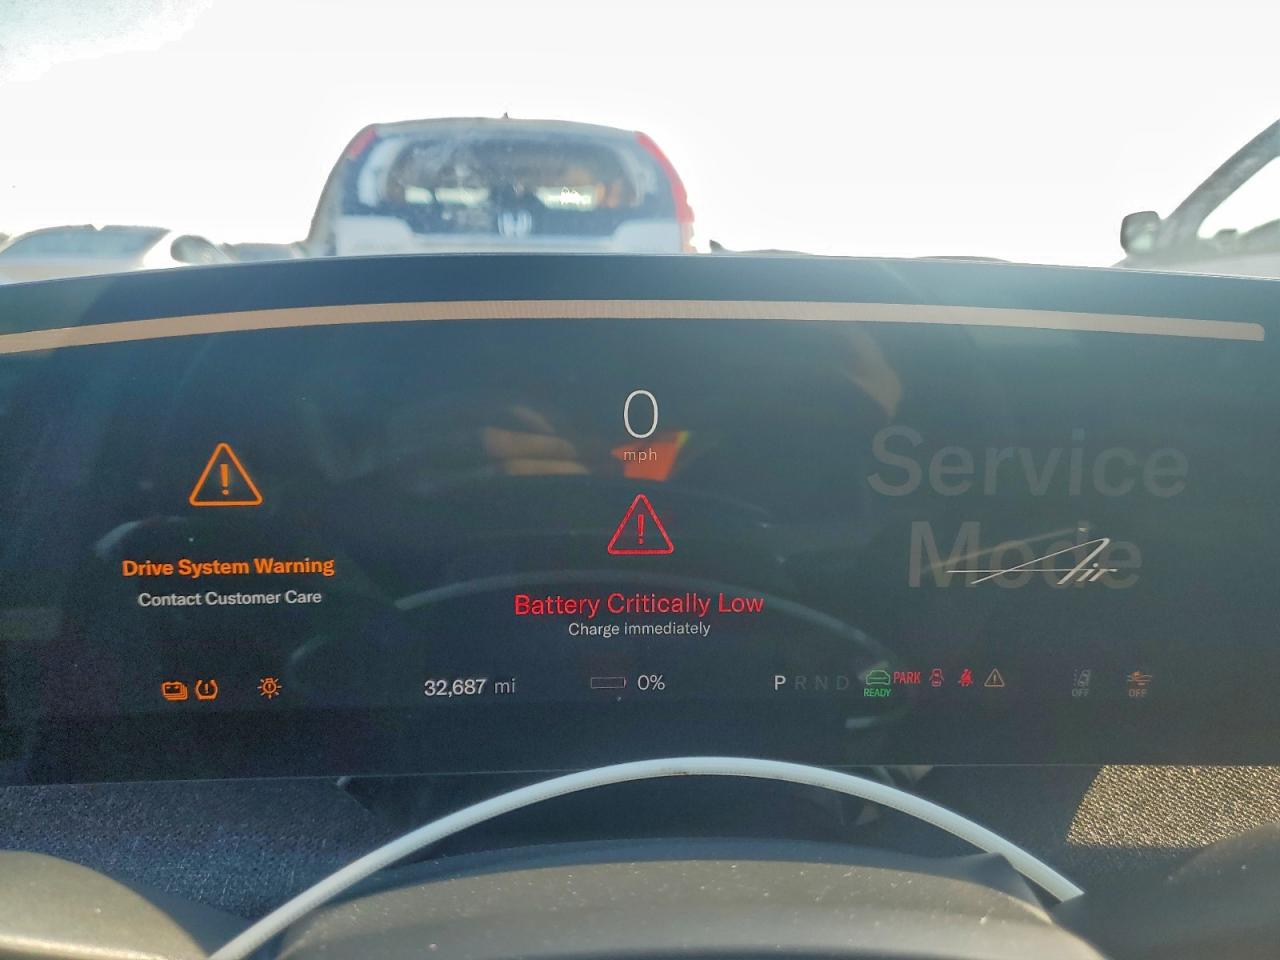 0
mph
Service
Mode
Air
Drive System Warning
Contact Customer Care
Battery Critically Low
Charge immediately
32,687 mi
0%
P R N D
READY
PARK
OFF
OFF